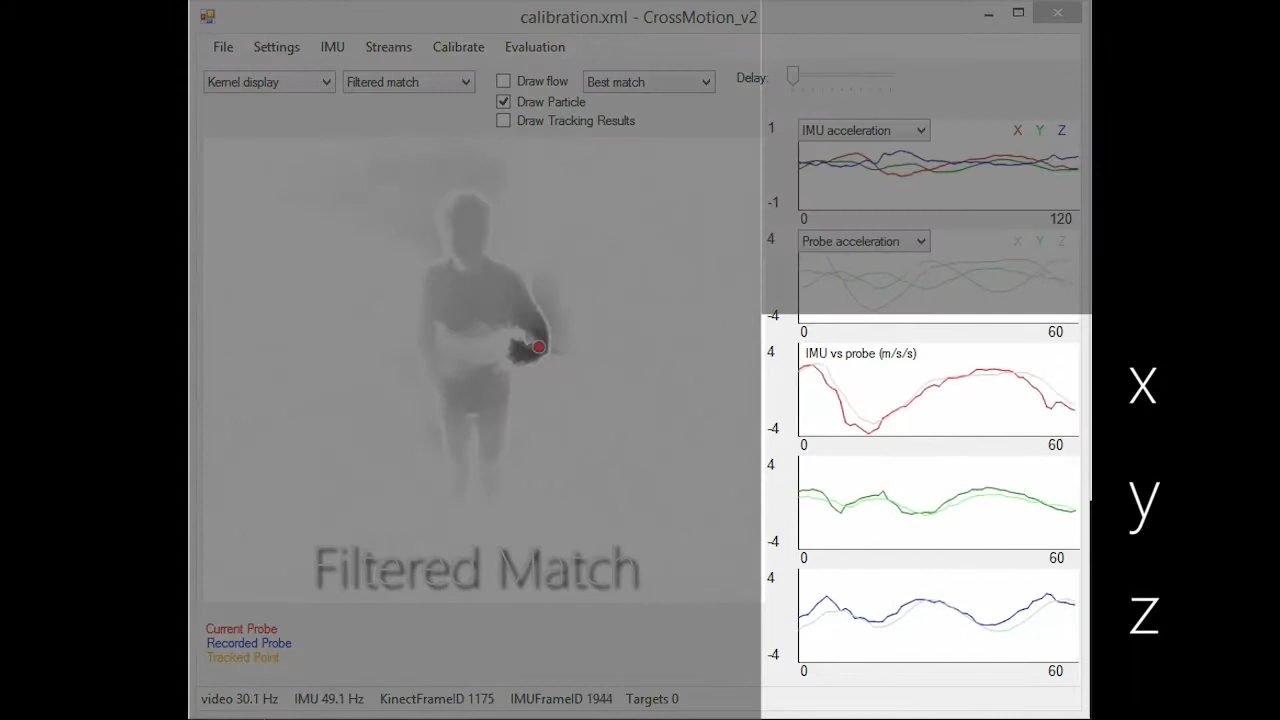 calibration.xml - CrossMotion_v2
File Settings IMU Streams Calibrate Evaluation
Kernel display Filtered match Draw flow Best match Delay:
Draw Particle
Draw Tracking Results
1 IMU acceleration X Y Z
-1
0 120
4 Probe acceleration X Y Z
-4
0 60
4 IMU vs probe (m/s/s)
x
-4
0 60
4
y
-4
0 60
4
z
-4
0 60
Filtered Match
Current Probe
Recorded Probe
Tracked Point
video 30.1 Hz IMU 49.1 Hz KinectFrameID 1175 IMUFrameID 1944 Targets 0